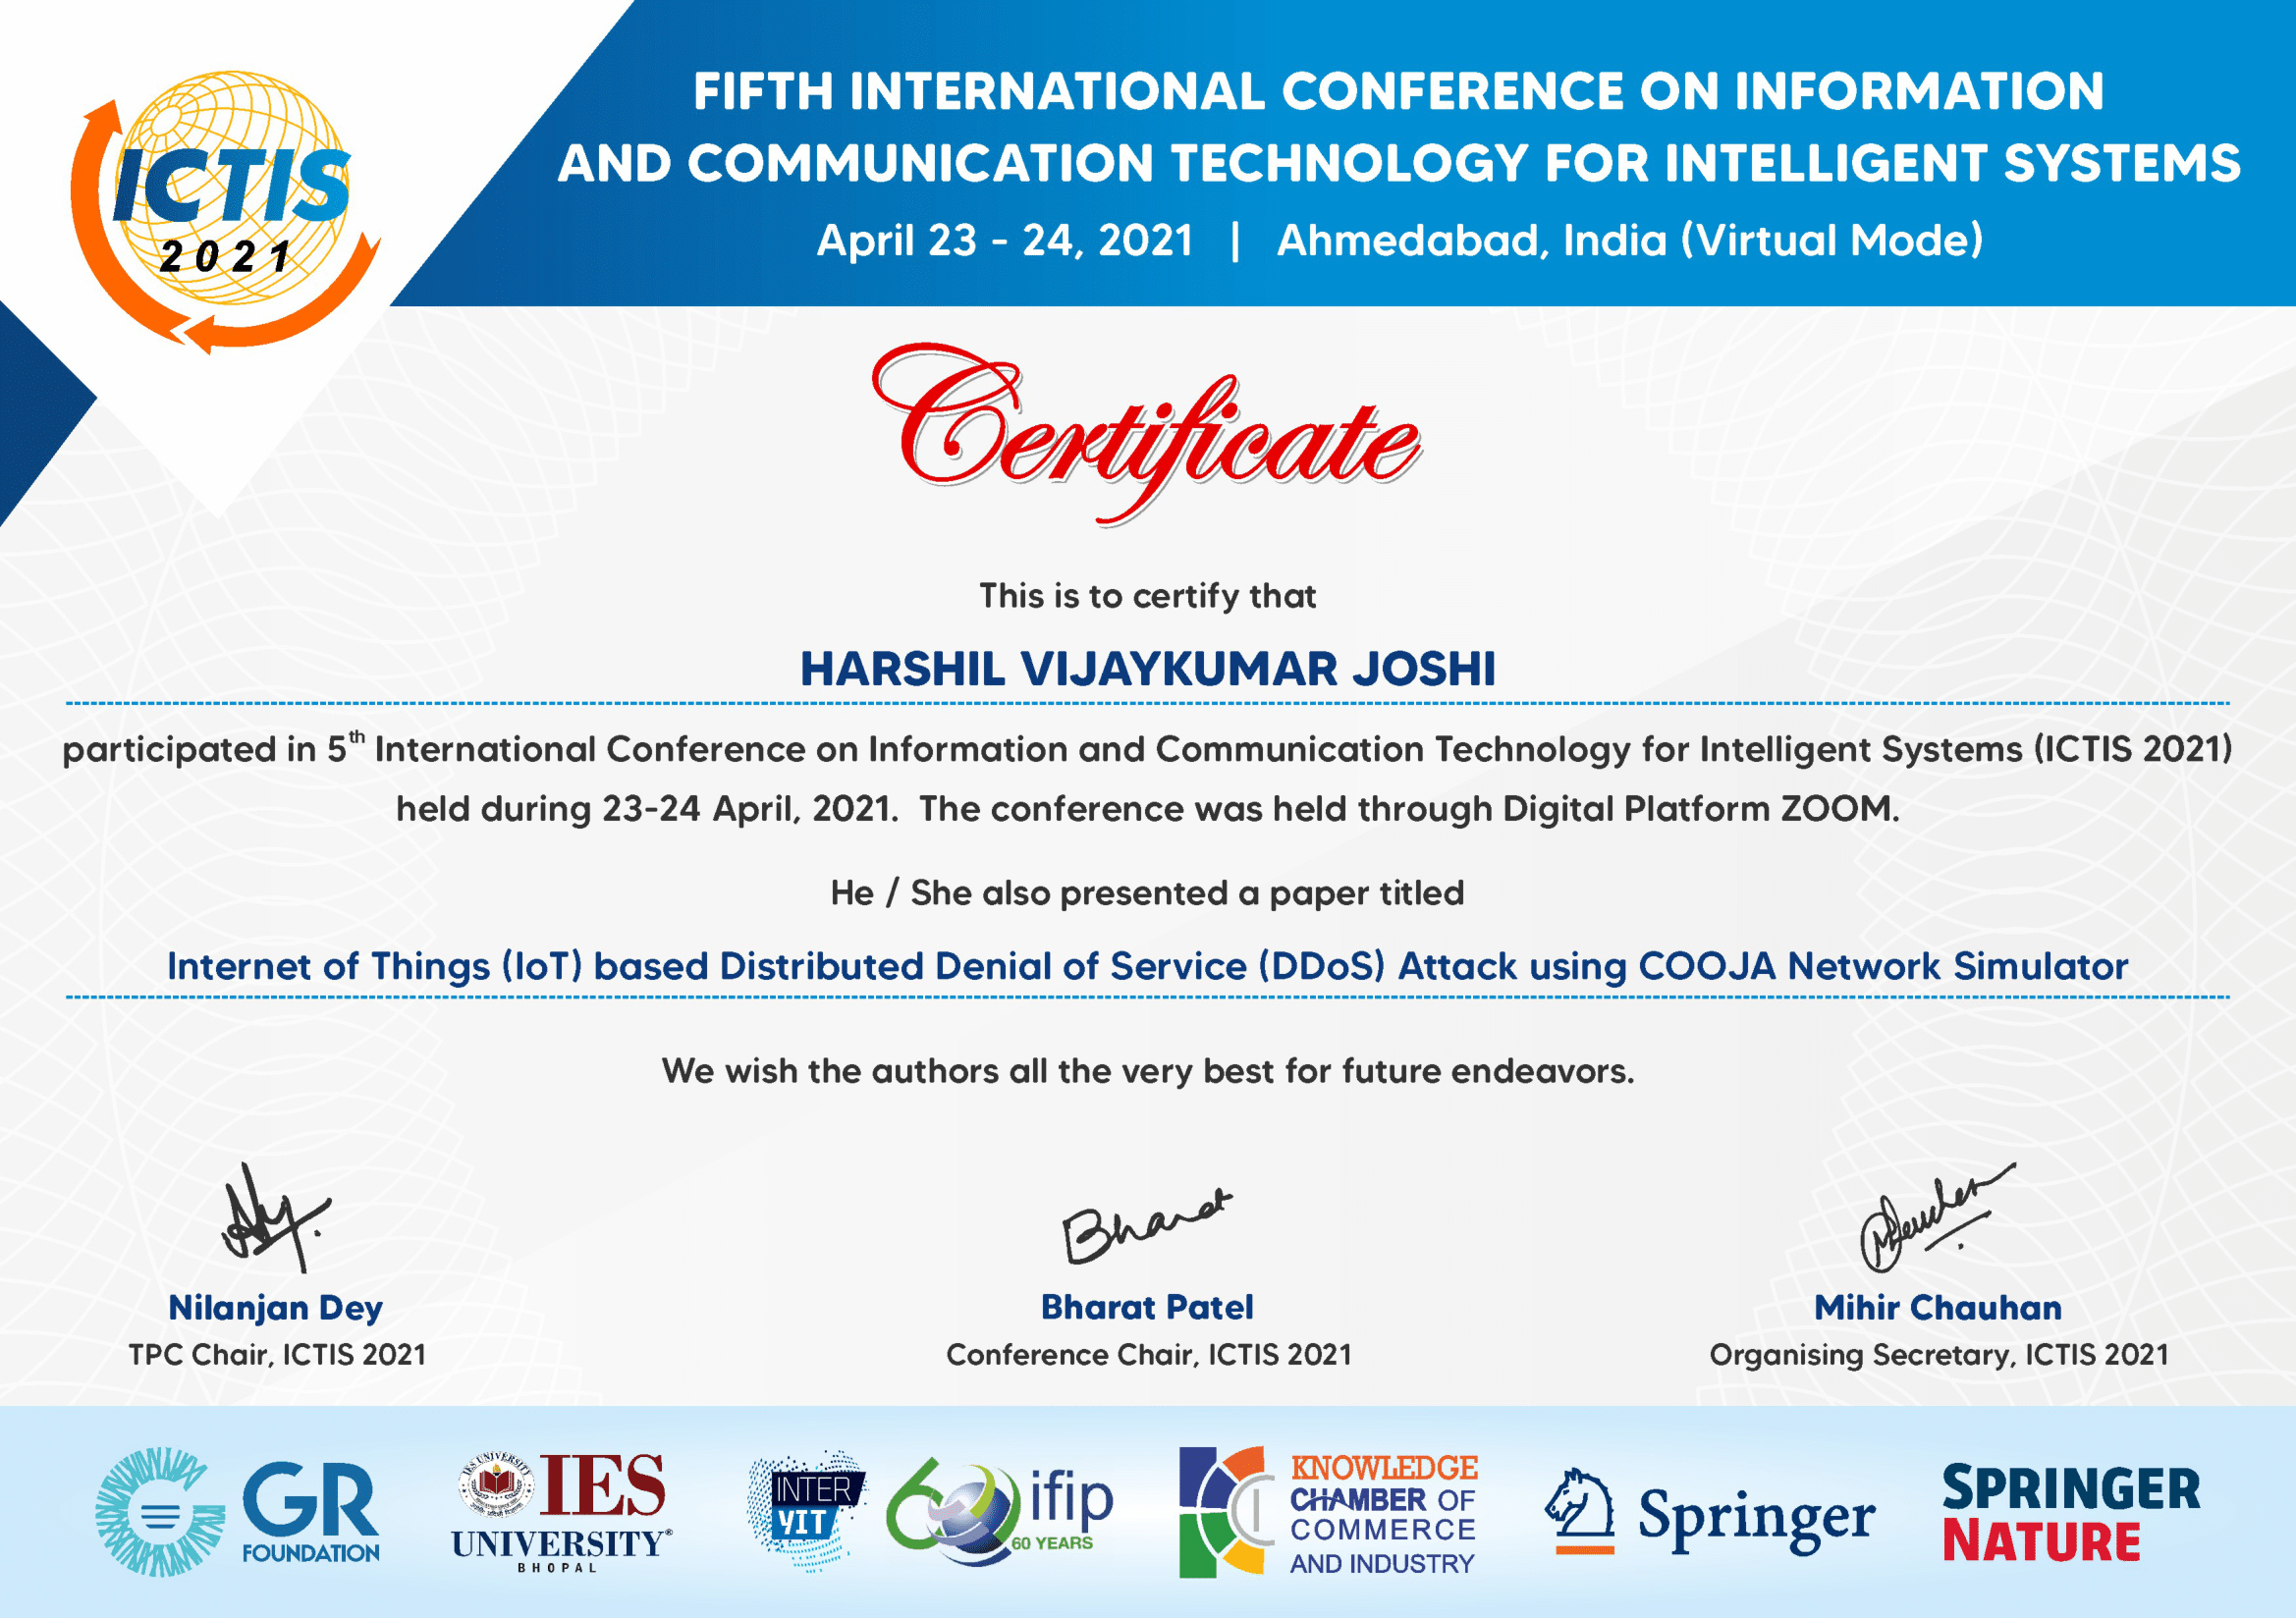 FIFTH INTERNATIONAL CONFERENCE ON INFORMATION
AND COMMUNICATION TECHNOLOGY FOR INTELLIGENT SYSTEMS
April 23 - 24, 2021 | Ahmedabad, India (Virtual Mode)
ICTIS
2021
Certificate
This is to certify that
HARSHIL VIJAYKUMAR JOSHI
participated in 5th International Conference on Information and Communication Technology for Intelligent Systems (ICTIS 2021)
held during 23-24 April, 2021. The conference was held through Digital Platform ZOOM.
He / She also presented a paper titled
Internet of Things (IoT) based Distributed Denial of Service (DDoS) Attack using COOJA Network Simulator
We wish the authors all the very best for future endeavors.
Bharat
Nilanjan Dey
TPC Chair, ICTIS 2021
Bharat Patel
Conference Chair, ICTIS 2021
Mihir Chauhan
Organising Secretary, ICTIS 2021
GR
FOUNDATION
IES UNIVERSITY
IES
UNIVERSITY®
BHOPAL
INTER
YIT
60 ifip
60 YEARS
KNOWLEDGE
CHAMBER OF
COMMERCE
AND INDUSTRY
Springer
SPRINGER
NATURE